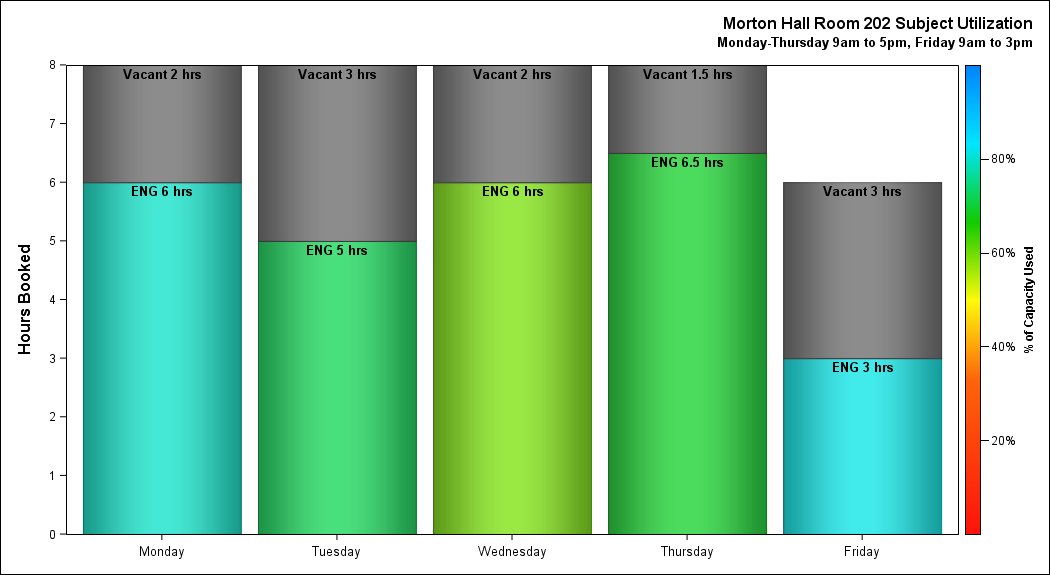 Morton Hall Room 202 Subject Utilization
Monday-Thursday 9am to 5pm, Friday 9am to 3pm
Hours Booked
8
7
6
5
4
3
2
1
0
Vacant 2 hrs
ENG 6 hrs
Vacant 3 hrs
ENG 5 hrs
Vacant 2 hrs
ENG 6 hrs
Vacant 1.5 hrs
ENG 6.5 hrs
Vacant 3 hrs
ENG 3 hrs
Monday
Tuesday
Wednesday
Thursday
Friday
80%
60%
40%
20%
% of Capacity Used